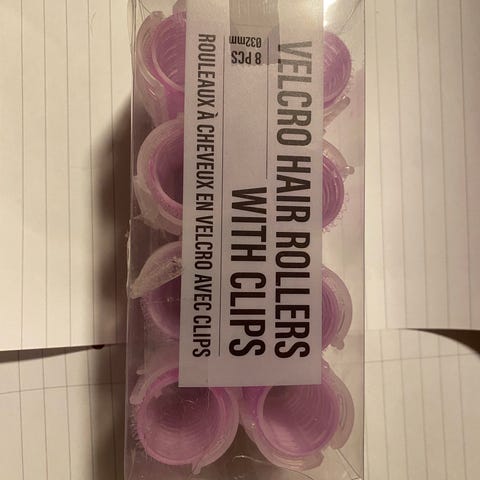 VELCRO HAIR ROLLERS
WITH CLIPS
8 PCS
Ø32mm
ROULEAUX À CHEVEUX EN VELCRO AVEC CLIPS